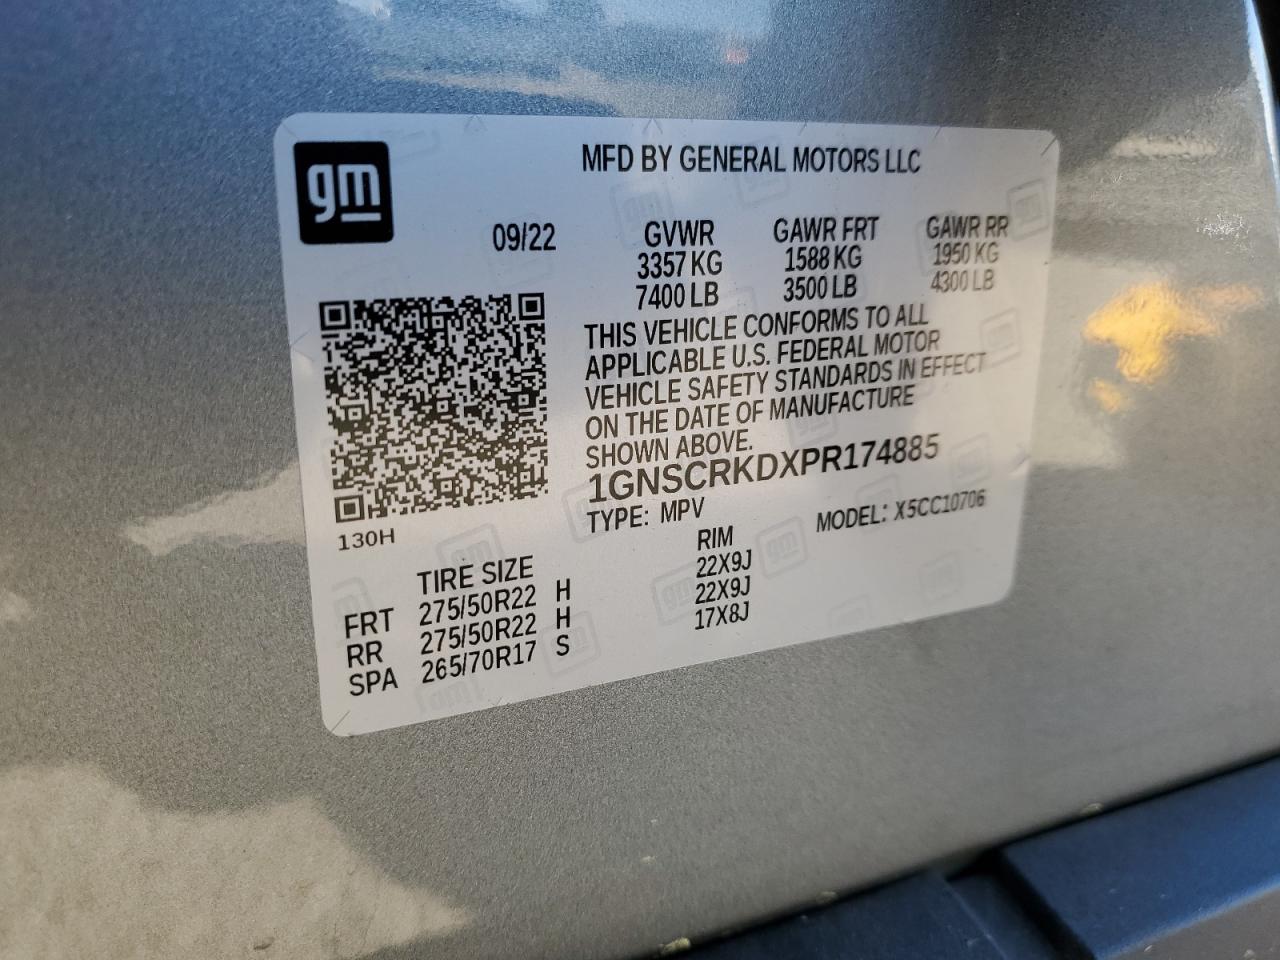 gm
MFD BY GENERAL MOTORS LLC
09/22
GVWR GAWR FRT GAWR RR
3357 KG 1588 KG 1950 KG
7400 LB 3500 LB 4300 LB
THIS VEHICLE CONFORMS TO ALL
APPLICABLE U.S. FEDERAL MOTOR
VEHICLE SAFETY STANDARDS IN EFFECT
ON THE DATE OF MANUFACTURE
SHOWN ABOVE.
1GNSCRKDXPR174885
TYPE: MPV MODEL: X5CC10706
130H
TIRE SIZE RIM
FRT 275/50R22 H 22X9J
RR 275/50R22 H 22X9J
SPA 265/70R17 S 17X8J